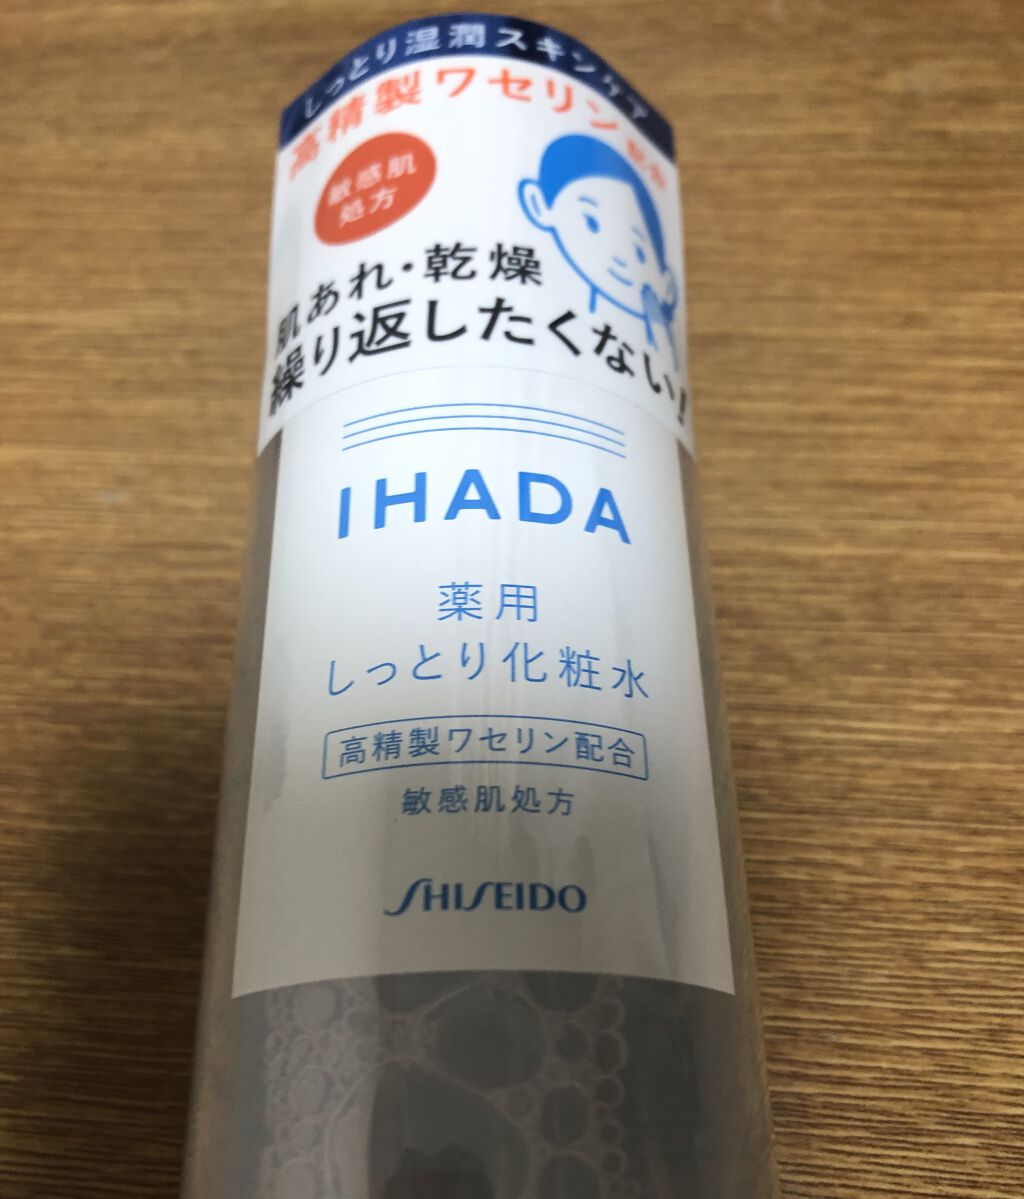 しっとり湿潤スキンケア
高精製ワセリン配合
敏感肌
処方
肌あれ・乾燥
繰り返したくない!
IHADA
薬用
しっとり化粧水
高精製ワセリン配合
敏感肌処方
SHISEIDO